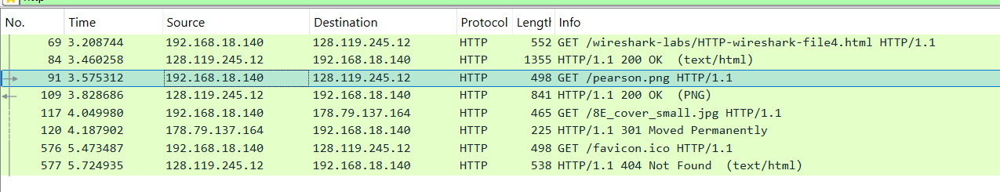 No. Time Source Destination Protocol Length Info
69 3.208744 192.168.18.140 128.119.245.12 HTTP 552 GET /wireshark-labs/HTTP-wireshark-file4.html HTTP/1.1
84 3.460258 128.119.245.12 192.168.18.140 HTTP 1355 HTTP/1.1 200 OK (text/html)
91 3.575312 192.168.18.140 128.119.245.12 HTTP 498 GET /pearson.png HTTP/1.1
109 3.828686 128.119.245.12 192.168.18.140 HTTP 841 HTTP/1.1 200 OK (PNG)
117 4.049980 192.168.18.140 178.79.137.164 HTTP 465 GET /8E_cover_small.jpg HTTP/1.1
120 4.187902 178.79.137.164 192.168.18.140 HTTP 225 HTTP/1.1 301 Moved Permanently
576 5.473487 192.168.18.140 128.119.245.12 HTTP 498 GET /favicon.ico HTTP/1.1
577 5.724935 128.119.245.12 192.168.18.140 HTTP 538 HTTP/1.1 404 Not Found (text/html)